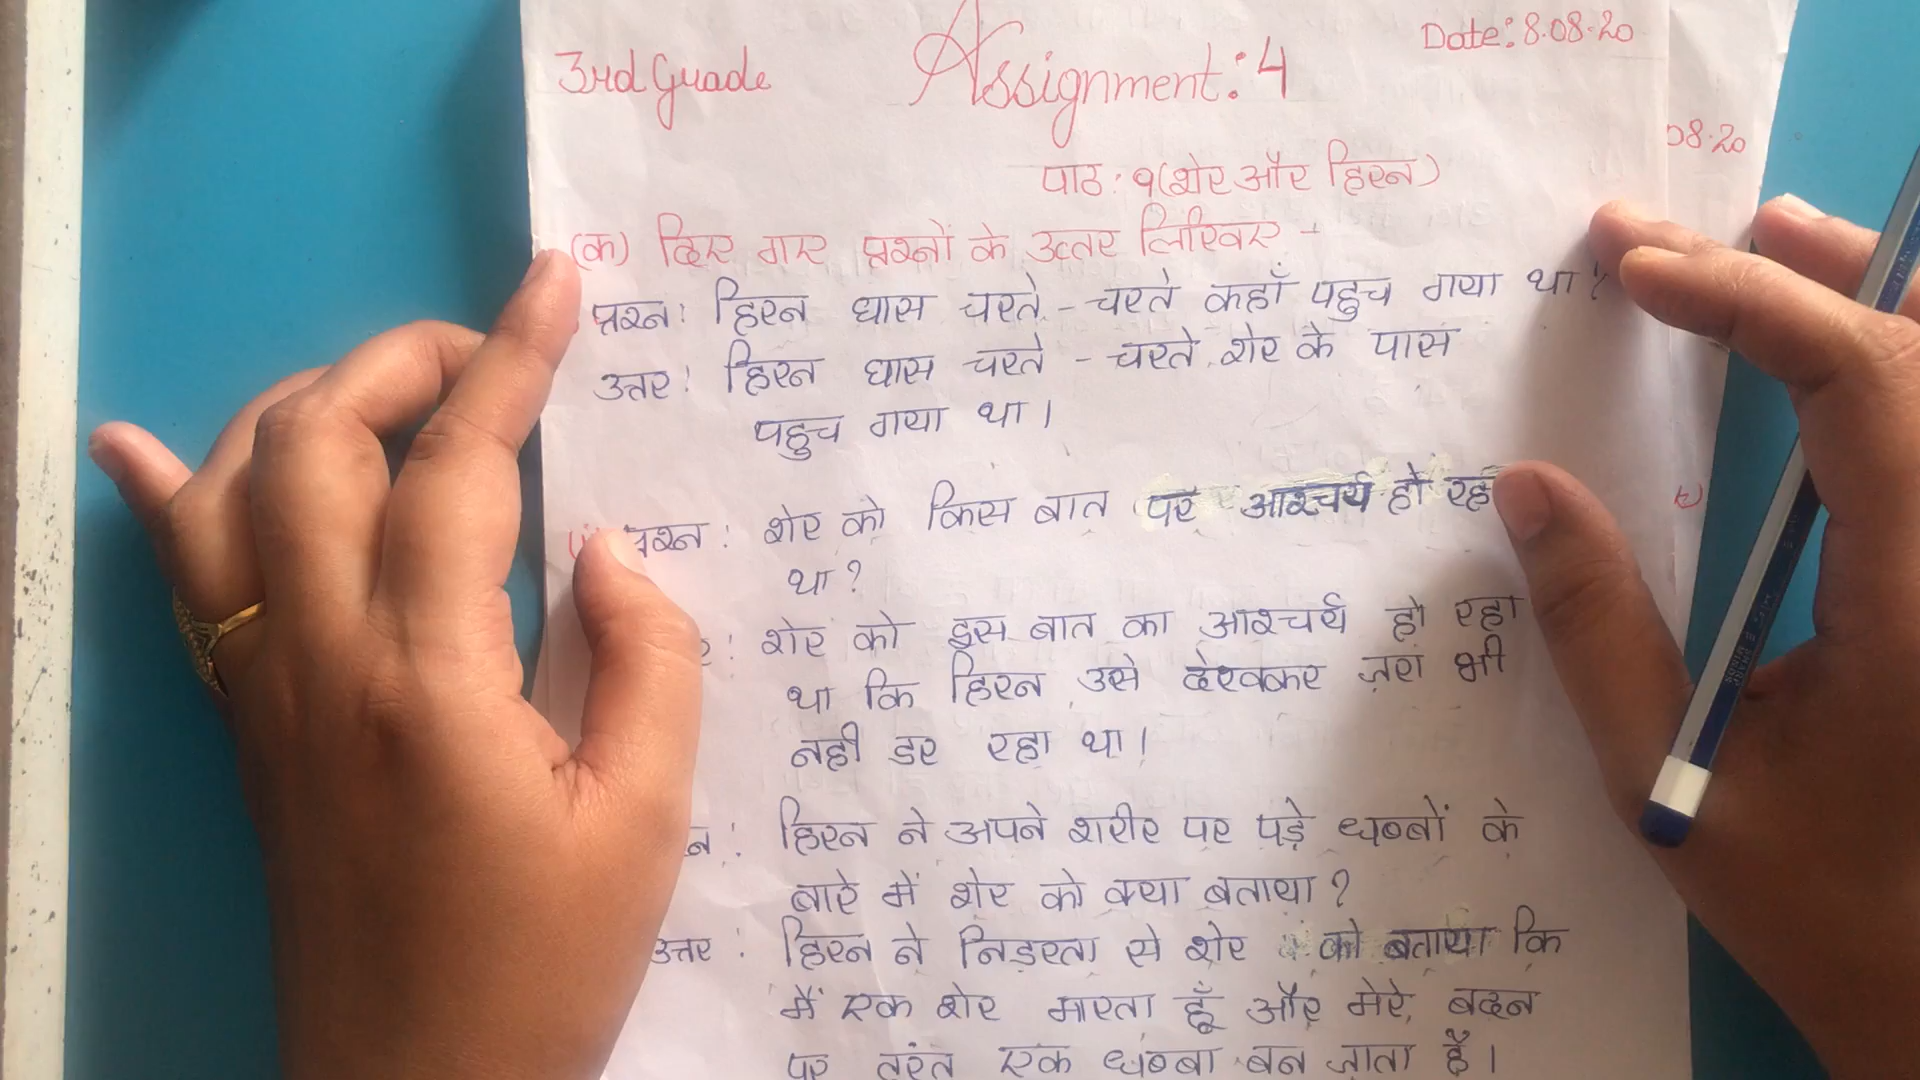 3rd Grade
Assignment: 4
Date: 8.08.20
08.20
पाठ: १ (शेर और हिरन)
(क) दिए गए प्रश्नों के उत्तर लिखिए -
प्रश्न: हिरन घास चरते - चरते कहाँ पहुच गया था?
उत्तर: हिरन घास चरते - चरते शेर के पास
पहुच गया था।
प्रश्न: शेर को किस बात पर आश्चर्य हो रहा
था?
शेर को इस बात का आश्चर्य हो रहा
था कि हिरन उसे देखकर ज़रा भी
नही डर रहा था।
न: हिरन ने अपने शरीर पर पड़े धब्बों के
बारे में शेर को क्या बताया?
उत्तर: हिरन ने निडरता से शेर को बताया कि
मैं एक शेर मारता हूँ और मेरे बदन
पर तुरंत एक धब्बा बन जाता है।